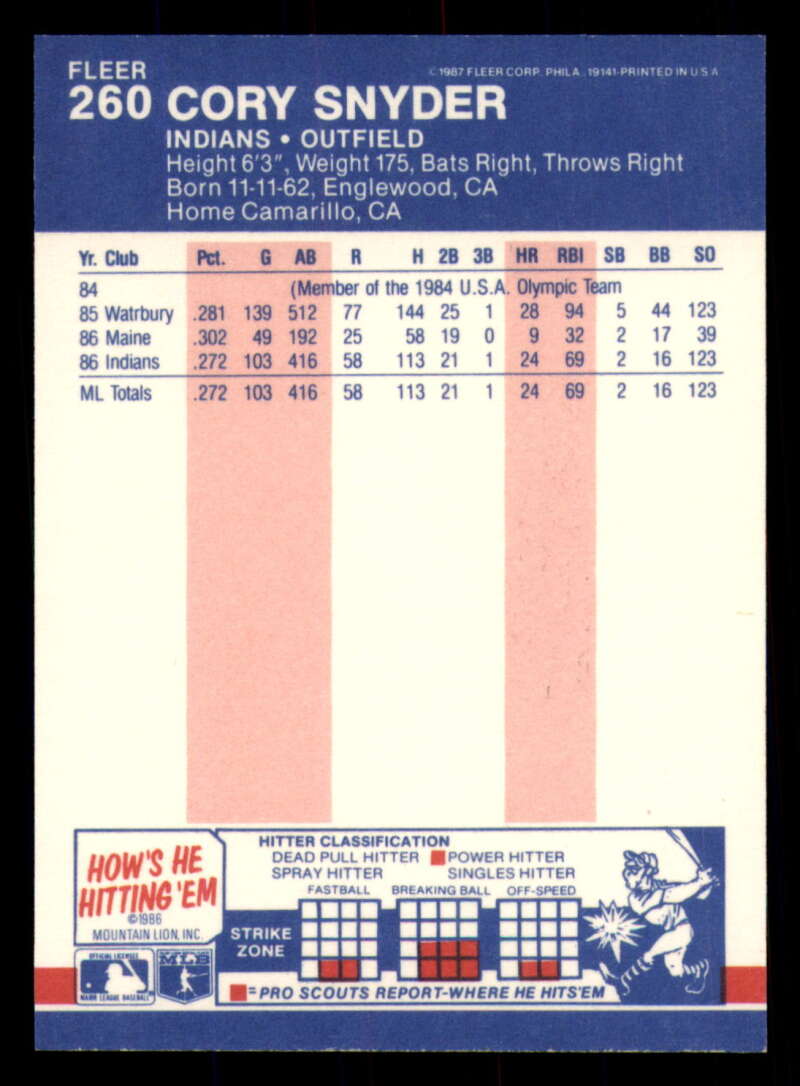 FLEER
©1987 FLEER CORP. PHILA. 19141-PRINTED IN U S A
260 CORY SNYDER
INDIANS • OUTFIELD
Height 6'3", Weight 175, Bats Right, Throws Right
Born 11-11-62, Englewood, CA
Home Camarillo, CA
Yr. Club Pct. G AB R H 2B 3B HR RBI SB BB SO
84 (Member of the 1984 U.S.A. Olympic Team
85 Watrbury .281 139 512 77 144 25 1 28 94 5 44 123
86 Maine .302 49 192 25 58 19 0 9 32 2 17 39
86 Indians .272 103 416 58 113 21 1 24 69 2 16 123
ML Totals .272 103 416 58 113 21 1 24 69 2 16 123
HOW'S HE
HITTING 'EM
©1986
MOUNTAIN LION, INC.
HITTER CLASSIFICATION
DEAD PULL HITTER POWER HITTER
SPRAY HITTER SINGLES HITTER
FASTBALL BREAKING BALL OFF-SPEED
STRIKE
ZONE
=PRO SCOUTS REPORT-WHERE HE HITS'EM
OFFICIAL LICENSEE
MAJOR LEAGUE BASEBALL
MLB